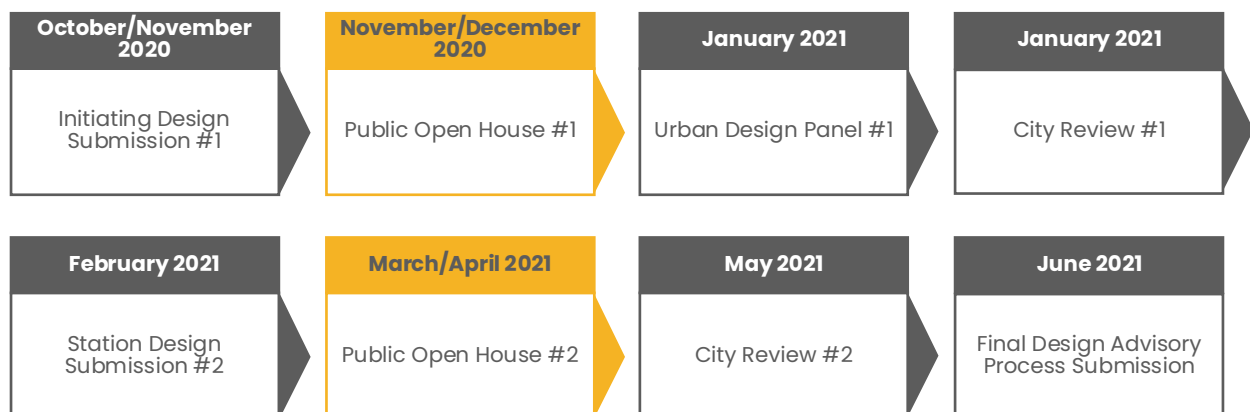 October/November
2020
Initiating Design
Submission #1
November/December
2020
Public Open House #1
January 2021
Urban Design Panel #1
January 2021
City Review #1
February 2021
Station Design
Submission #2
March/April 2021
Public Open House #2
May 2021
City Review #2
June 2021
Final Design Advisory
Process Submission